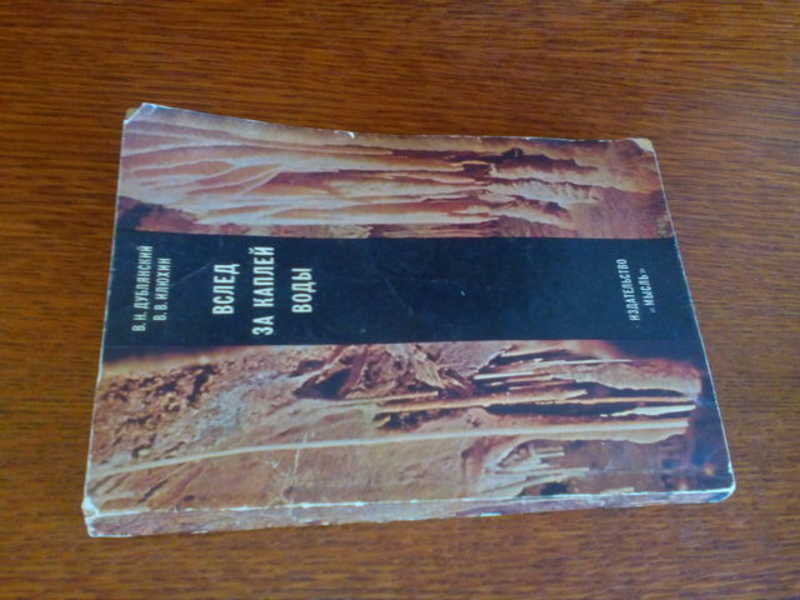 В. Н. ДУБЛЯНСКИЙ
В. В. ИЛЮХИН
ВСЛЕД
ЗА КАПЛЕЙ
ВОДЫ
ИЗДАТЕЛЬСТВО
«МЫСЛЬ»